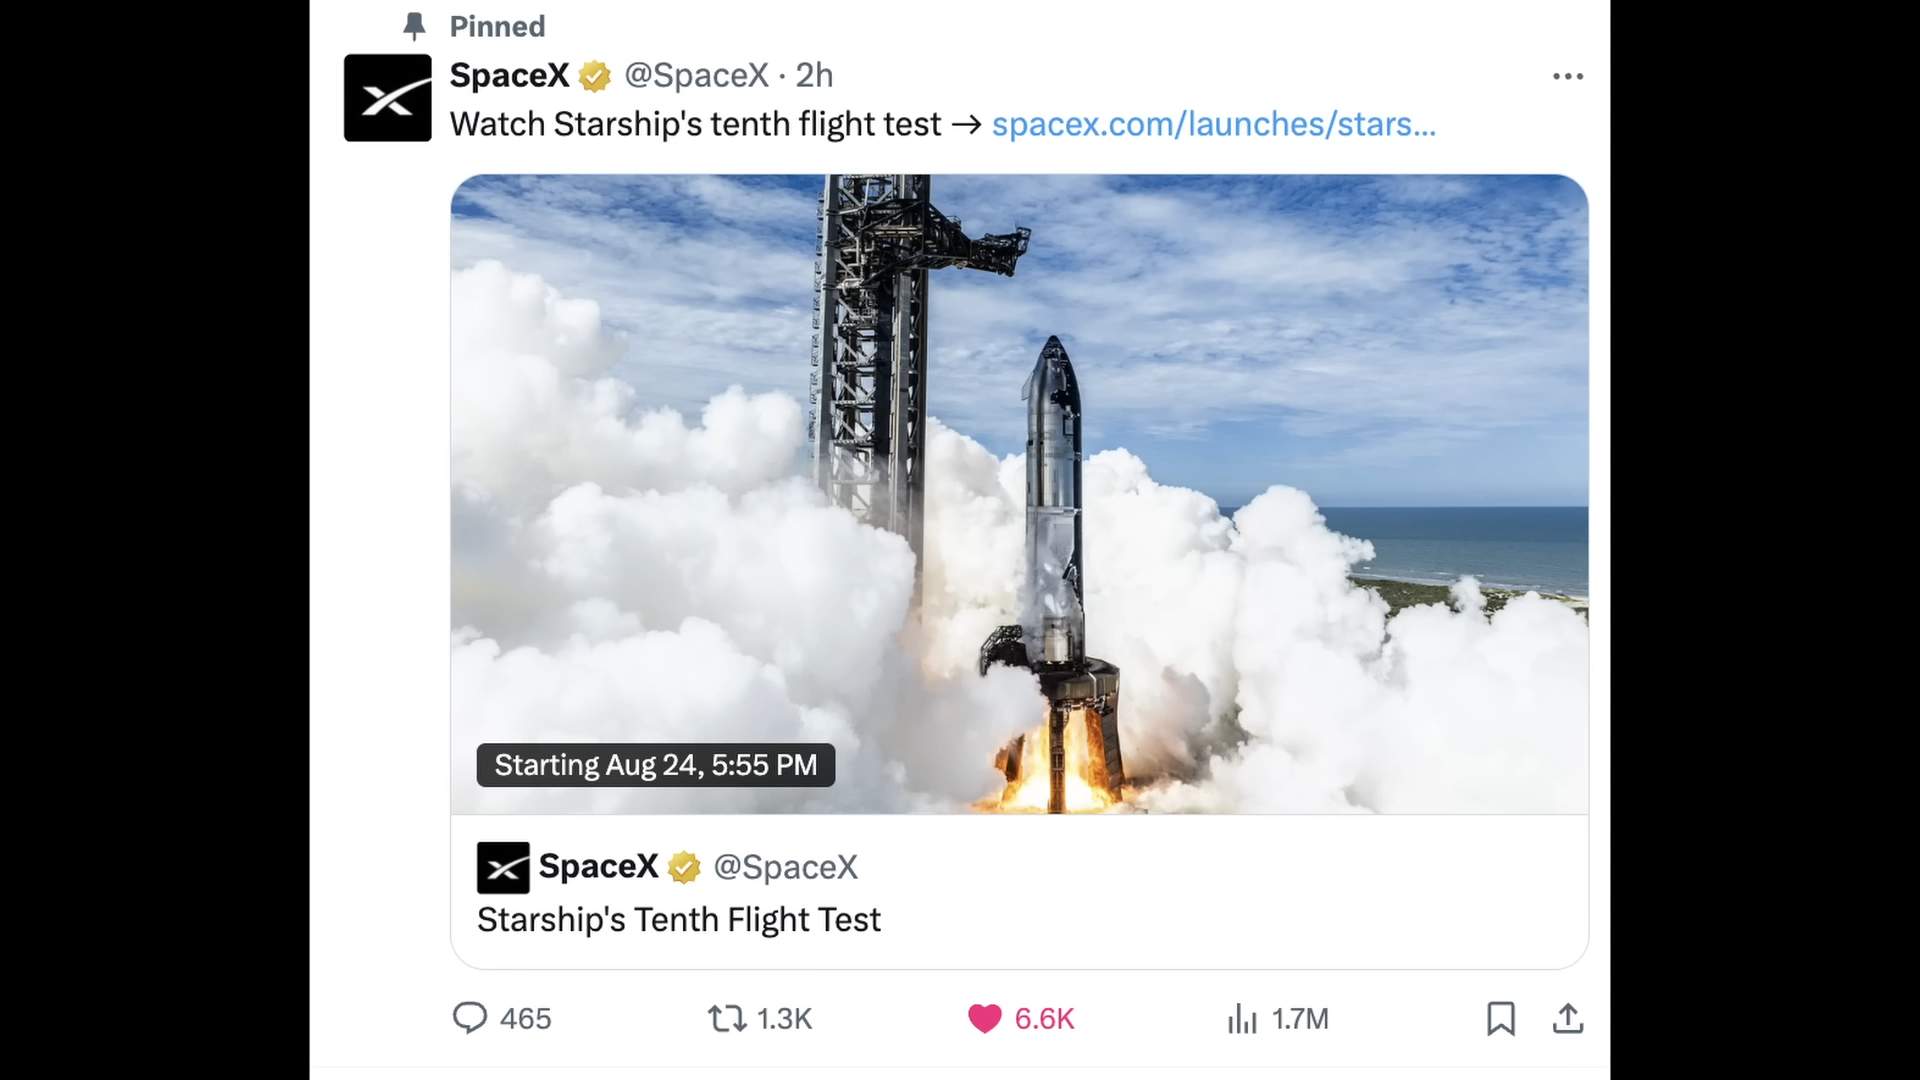 Pinned
SpaceX @SpaceX · 2h
Watch Starship's tenth flight test → spacex.com/launches/stars...
Starting Aug 24, 5:55 PM
SpaceX @SpaceX
Starship's Tenth Flight Test
465 1.3K 6.6K 1.7M